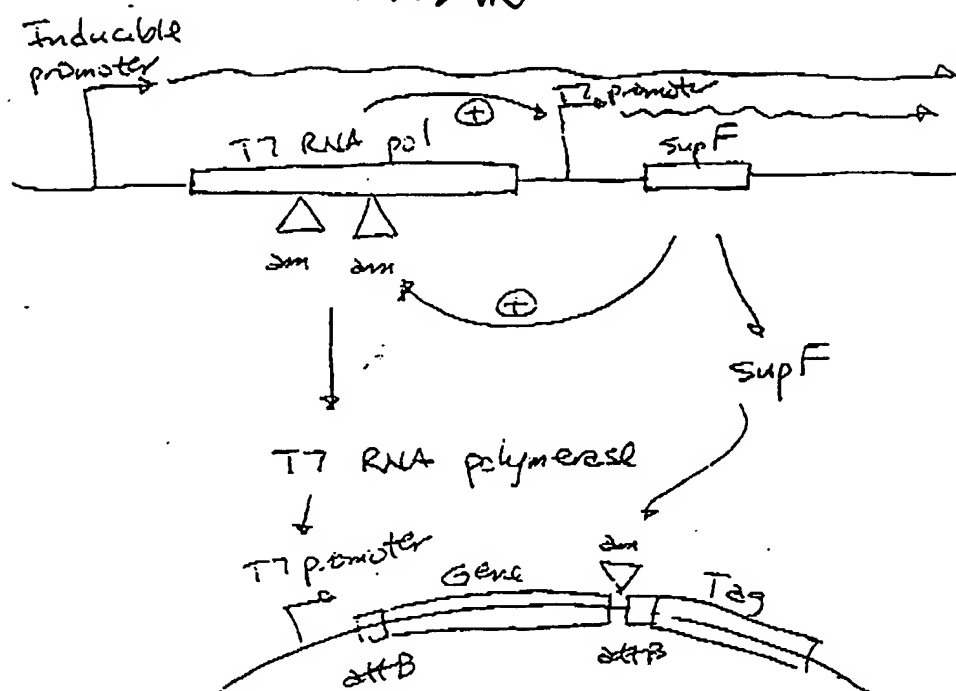 Inducible
promoter
T7 promoter
⊕
T7 RNA pol
supF
am am
⊕
supF
T7 RNA polymerase
T7 promoter
am
Gene
Tag
attB
attB